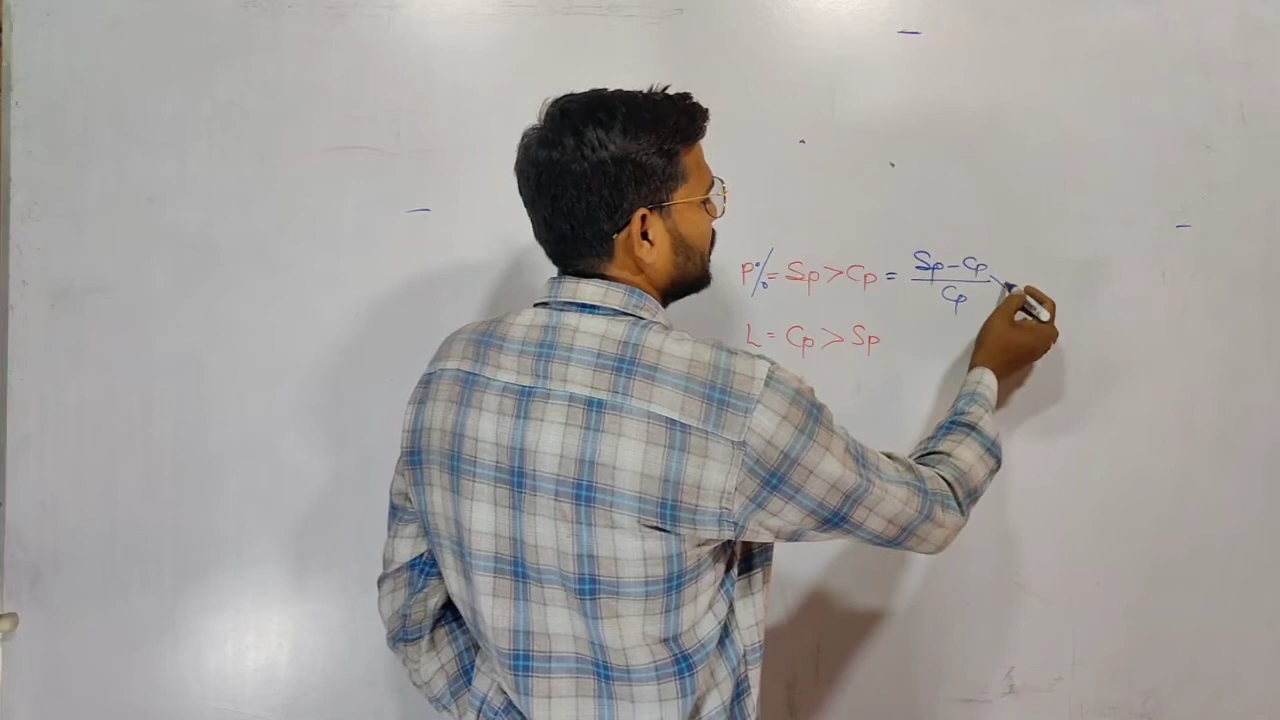 P% = Sp > Cp = Sp - Cp / Cp ×
L = Cp > Sp